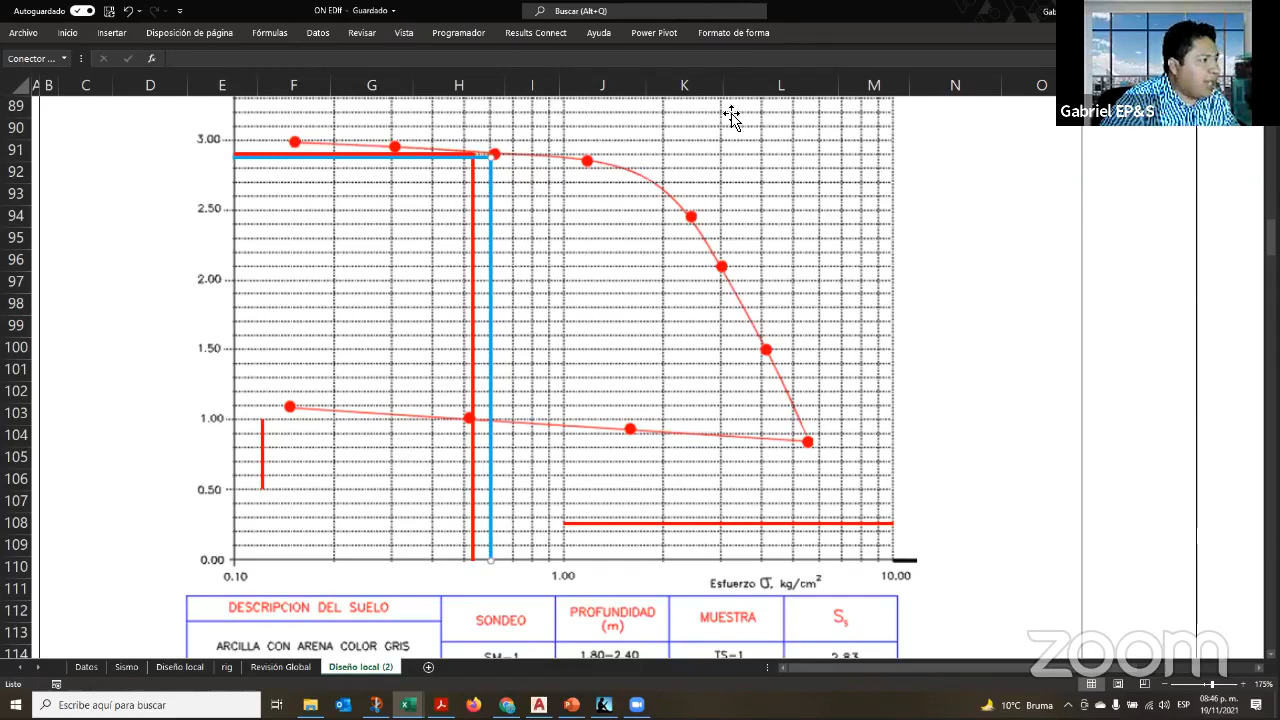 Autoguardado
ON EDIF - Guardado
Buscar (Alt+Q)
Gab
Archivo Inicio Insertar Disposición de página Fórmulas Datos Revisar Vista Programador Insults Connect Ayuda Power Pivot Formato de forma
Conector ...
fx
Gabriel EP&S
A B C D E F G H I J K L M N O
89
90
91
92
93
94
95
96
97
98
99
100
101
102
103
104
105
106
107
108
109
110
111
112
113
114
3.00
2.50
2.00
1.50
1.00
0.50
0.00
0.10 1.00 10.00
Esfuerzo σ, kg/cm²
DESCRIPCION DEL SUELO SONDEO PROFUNDIDAD (m) MUESTRA Ss
ARCILLA CON ARENA COLOR GRIS SM-1 1.80-2.40 TS-1 2.83
zoom
Datos Sismo Diseño local rig Revisión Global Diseño local (2)
Listo
175%
Escribe aquí para buscar
10°C Bruma
ESP
08:46 p. m.
19/11/2021